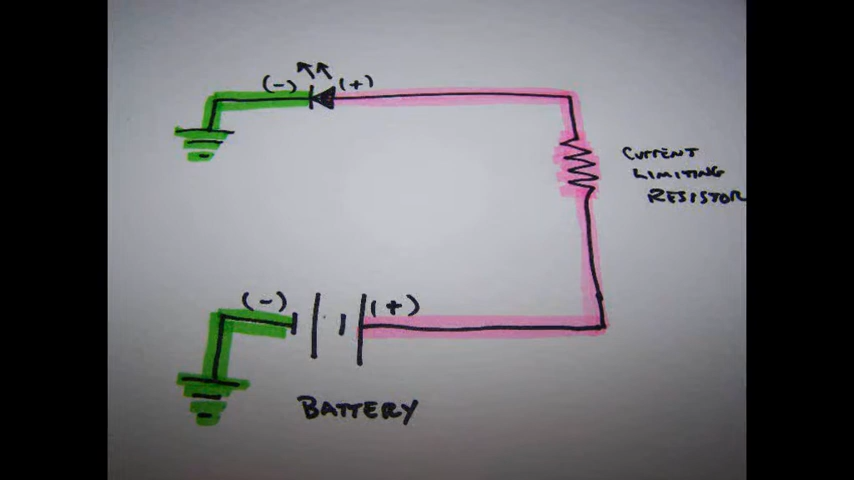 (-) (+)
CURRENT
LIMITING
RESISTOR
(-) (+)
BATTERY